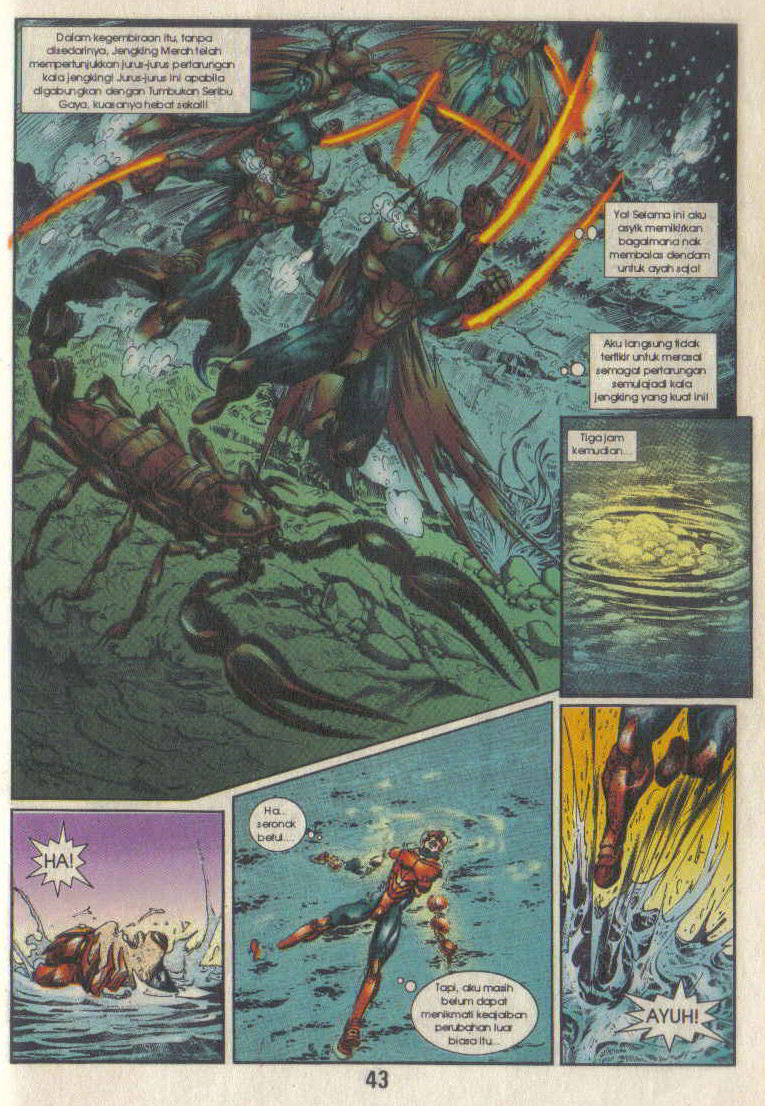 Dalam kegembiraan itu, tanpa
disedarinya, Jengking Merah telah
mempertunjukkan jurus-jurus pertarungan
kala jengking! Jurus-jurus ini apabila
digabungkan dengan Tumbukan Seribu
Gaya, kuasanya hebat sekali!
Ya! Selama ini aku
asyik memikirkan
bagaimana nak
membalas dendam
untuk ayah saja!
Aku langsung tidak
terfikir untuk merasai
semangat pertarungan
semulajadi kala
jengking yang kuat ini!
Tiga jam
kemudian...
HA!
Ha...
seronok
betul....
Tapi, aku masih
belum dapat
menikmati keajaiban
perubahan luar
biasa itu...
AYUH!
43